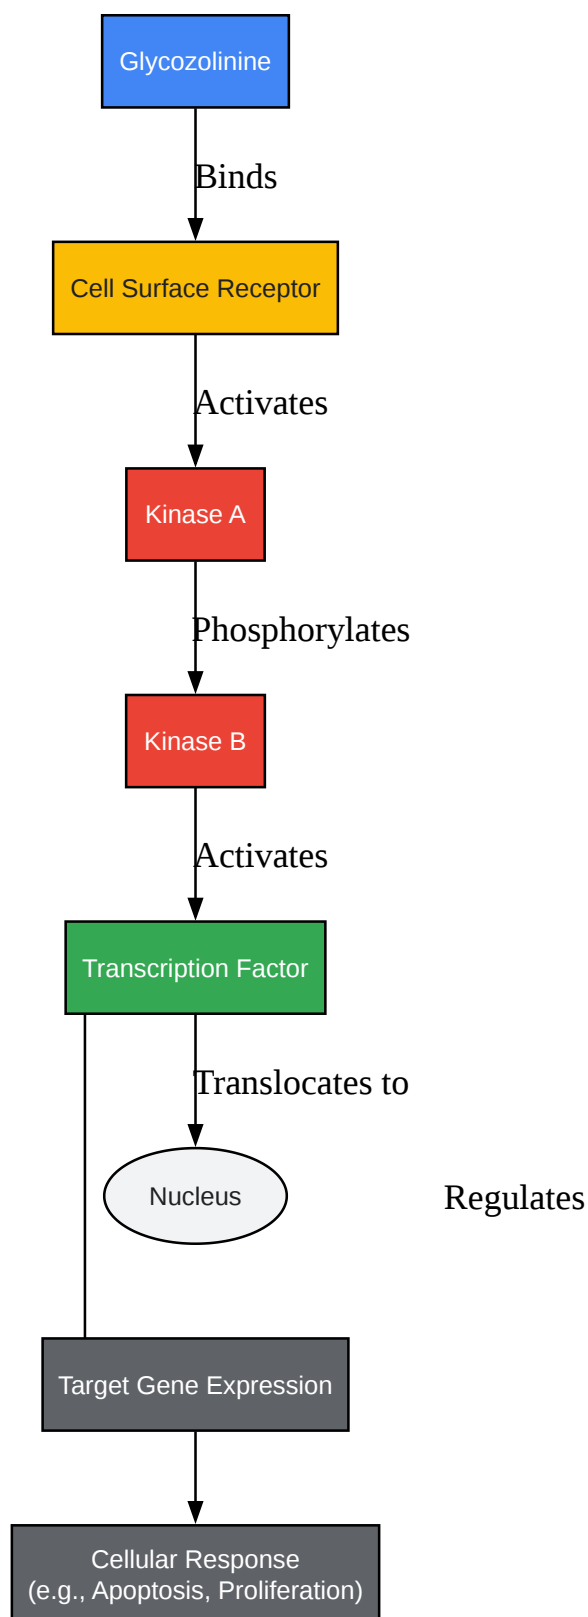 Glycozolinine
Binds
Cell Surface Receptor
Activates
Kinase A
Phosphorylates
Kinase B
Activates
Transcription Factor
Translocates to
Nucleus
Regulates
Target Gene Expression
Cellular Response
(e.g., Apoptosis, Proliferation)